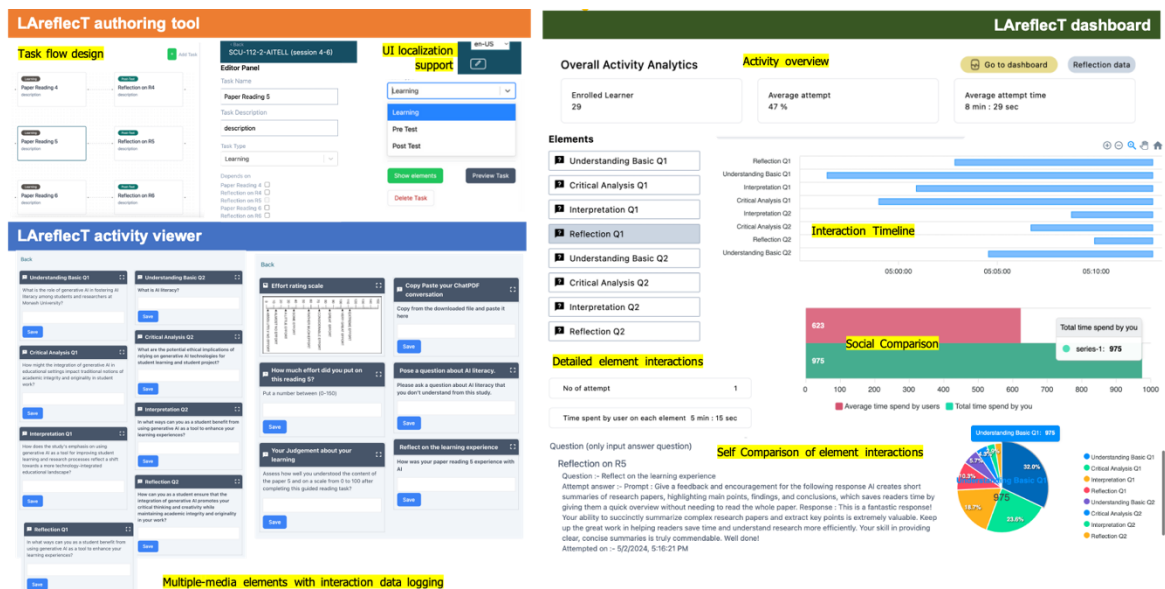 LAreflecT authoring tool
Task flow design
Add Task
Learning
Paper Reading 4
description
Post Test
Reflection on R4
description
Learning
Paper Reading 5
description
Post Test
Reflection on R5
description
Learning
Paper Reading 6
description
Post Test
Reflection on R6
description
Back
SCU-112-2-AITELL (session 4-6)
Editor Panel
Task Name
Paper Reading 5
Task Description
description
Task Type
Learning
Depends on
Paper Reading 4
Reflection on R4
Reflection on R5
Paper Reading 6
Reflection on R6
UI localization
support
en-US
Learning
Learning
Pre Test
Post Test
Show elements
Preview Task
Delete Task
LAreflecT activity viewer
Back
Understanding Basic Q1
What is the role of generative AI in fostering AI
literacy among students and researchers at
Monash University?
Save
Critical Analysis Q1
How might the integration of generative AI in
educational settings impact traditional notions of
academic integrity and originality in student
work?
Save
Interpretation Q1
How does the study's emphasis on using
generative AI as a tool for improving student
learning and research processes reflect a shift
towards a more technology-integrated
educational landscape?
Save
Reflection Q1
In what ways can you as a student benefit from
using generative AI as a tool to enhance your
learning experiences?
Save
Understanding Basic Q2
What is AI literacy?
Save
Critical Analysis Q2
What are the potential ethical implications of
relying on generative AI technologies for
student learning and student project?
Save
Interpretation Q2
In what ways can you as a student benefit from
using generative AI as a tool to enhance your
learning experiences?
Save
Reflection Q2
How can you as a student ensure that the
integration of generative AI promotes your
critical thinking and creativity while
maintaining academic integrity and originality
in your work?
Save
Back
Effort rating scale
How much effort did you put on
this reading 5?
Put a number between (0-150)
Save
Your Judgement about your
learning
Assess how well you understood the content of
the paper 5 and on a scale from 0 to 100 after
completing this guided reading task?
Save
Copy Paste your ChatPDF
conversation
Copy from the downloaded file and paste it
here
Save
Pose a question about AI literacy.
Please ask a question about AI literacy that
you don't understand from this study.
Save
Reflect on the learning experience
How was your paper reading 5 experience with
AI
Save
Multiple-media elements with interaction data logging
LAreflecT dashboard
Overall Activity Analytics
Activity overview
Go to dashboard
Reflection data
Enrolled Learner
29
Average attempt
47 %
Average attempt time
8 min : 29 sec
Elements
Understanding Basic Q1
Critical Analysis Q1
Interpretation Q1
Reflection Q1
Understanding Basic Q2
Critical Analysis Q2
Interpretation Q2
Reflection Q2
Reflection Q1
Understanding Basic Q1
Interpretation Q1
Critical Analysis Q1
Interpretation Q2
Critical Analysis Q2
Reflection Q2
Understanding Basic Q2
Interaction Timeline
05:00:00
05:05:00
05:10:00
623
975
Social Comparison
Total time spend by you
series-1: 975
0
100
200
300
400
500
600
700
800
900
1000
Average time spend by users
Total time spend by you
Detailed element interactions
No of attempt
1
Time spent by user on each element 5 min : 15 sec
Question (only input answer question)
Self Comparison of element interactions
Reflection on R5
Question :- Reflect on the learning experience
Attempt answer :- Prompt : Give a feedback and encouragement for the following response AI creates short
summaries of research papers, highlighting main points, findings, and conclusions, which saves readers time by
giving them a quick overview without needing to read the whole paper. Response : This is a fantastic response!
Your ability to succinctly summarize complex research papers and extract key points is extremely valuable. Keep
up the great work in helping readers save time and understand research more efficiently. Your skill in providing
clear, concise summaries is truly commendable. Well done!
Attempted on :- 5/2/2024, 5:16:21 PM
Understanding Basic Q1: 975
32.0%
23.0%
18.7%
10.3%
5.7%
Understanding Basic Q1
975
Understanding Basic Q1
Critical Analysis Q1
Interpretation Q1
Reflection Q1
Understanding Basic Q2
Critical Analysis Q2
Interpretation Q2
Reflection Q2